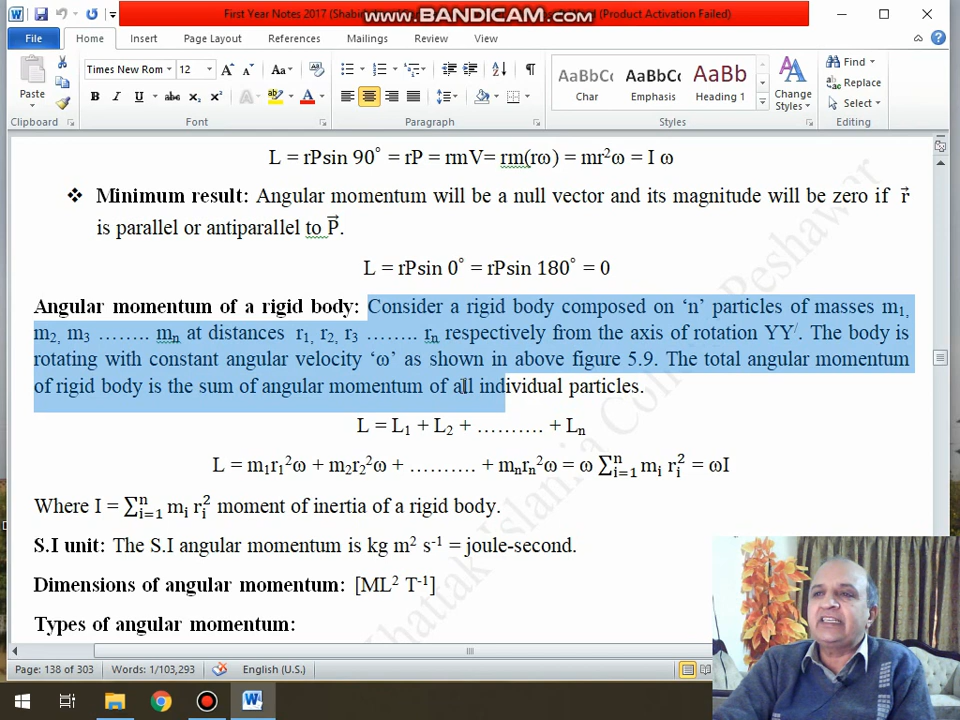 First Year Notes 2017 (Shabi
www.BANDICAM.com
(Product Activation Failed)
File
Home
Insert
Page Layout
References
Mailings
Review
View
Paste
Clipboard
Times New Rom
12
B I U abc x₂ x²
Aa
Font
Paragraph
AaBbCc
Char
AaBbCc
Emphasis
AaBb
Heading 1
Change Styles
Styles
Find
Replace
Select
Editing
L = rPsin 90° = rP = rmV= rm(rω) = mr²ω = I ω
❖ Minimum result: Angular momentum will be a null vector and its magnitude will be zero if r⃗
is parallel or antiparallel to P⃗.
L = rPsin 0° = rPsin 180° = 0
Angular momentum of a rigid body: Consider a rigid body composed on ‘n’ particles of masses m₁,
m₂, m₃ …….. mₙ at distances r₁, r₂, r₃ …….. rₙ respectively from the axis of rotation YY/. The body is
rotating with constant angular velocity ‘ω’ as shown in above figure 5.9. The total angular momentum
of rigid body is the sum of angular momentum of all individual particles.
L = L₁ + L₂ + ………. + Lₙ
L = m₁r₁²ω + m₂r₂²ω + ………. + mₙrₙ²ω = ω ∑ⁿᵢ₌₁ mᵢ rᵢ² = ωI
Where I = ∑ⁿᵢ₌₁ mᵢ rᵢ² moment of inertia of a rigid body.
S.I unit: The S.I angular momentum is kg m² s⁻¹ = joule-second.
Dimensions of angular momentum: [ML² T⁻¹]
Types of angular momentum:
Khattak Islamia Peshawar
Page: 138 of 303
Words: 1/103,293
English (U.S.)